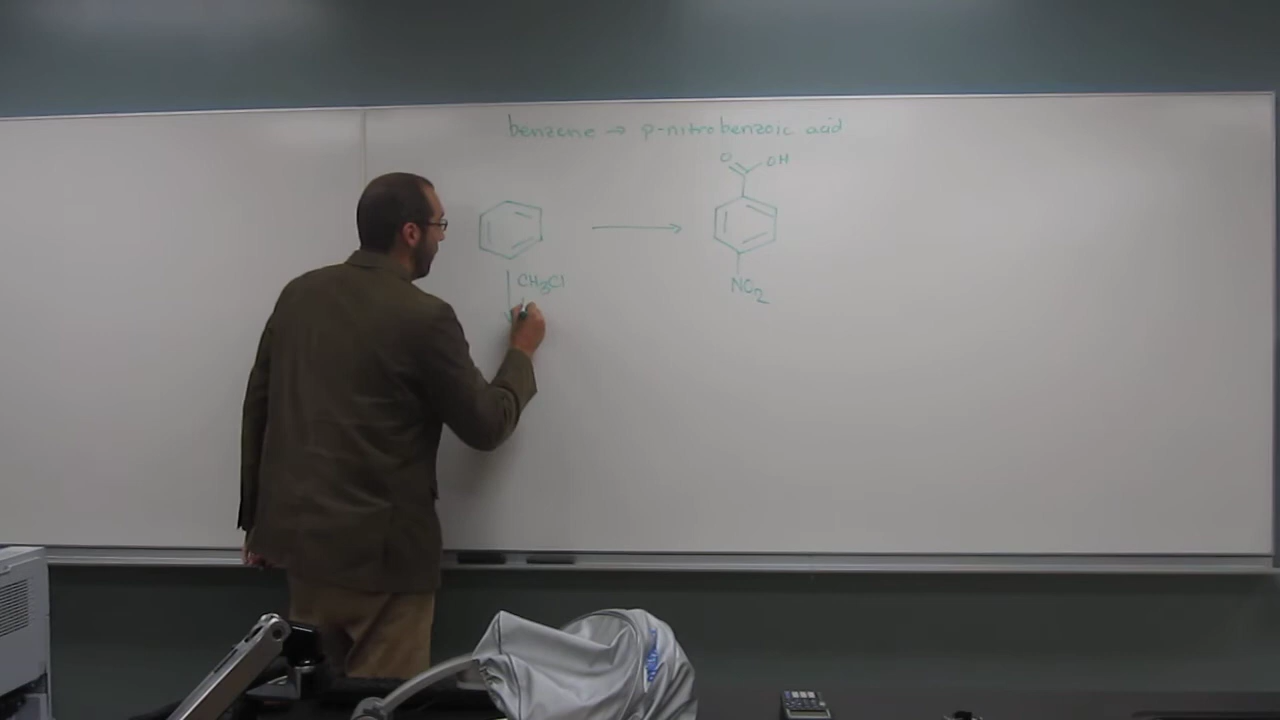 benzene → p-nitrobenzoic acid
O OH
CH₃Cl
NO₂